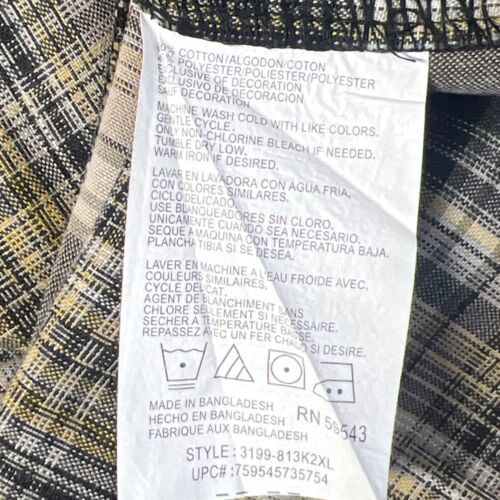 COTTON/ALGODON/COTON
POLYESTER/POLIESTER/POLYESTER
EXCLUSIVE OF DECORATION
EXCLUSIVO DE DECORACION
SAUF DECORATION
MACHINE WASH COLD WITH LIKE COLORS.
GENTLE CYCLE.
ONLY NON-CHLORINE BLEACH IF NEEDED.
TUMBLE DRY LOW.
WARM IRON IF DESIRED.
LAVAR EN LAVADORA CON AGUA FRIA,
CON COLORES SIMILARES.
CICLO DELICADO.
USE BLANQUEADORES SIN CLORO.
UNICAMENTE CUANDO SEA NECESARIO.
SEQUE A MAQUINA CON TEMPERATURA BAJA.
PLANCHA TIBIA SI SE DESEA.
LAVER EN MACHINE A L'EAU FROIDE AVEC.
COULEURS SIMILAIRES.
CYCLE DELICAT.
AGENT DE BLANCHIMENT SANS
CHLORE SEULEMENT SI NECESSAIRE.
SECHER A TEMPERATURE BASSE.
REPASSEZ AVEC UN FER CHAUD SI DESIRE.
MADE IN BANGLADESH
HECHO EN BANGLADESH
FABRIQUE AUX BANGLADESH
RN 59543
STYLE : 3199-813K2XL
UPC# :759545735754